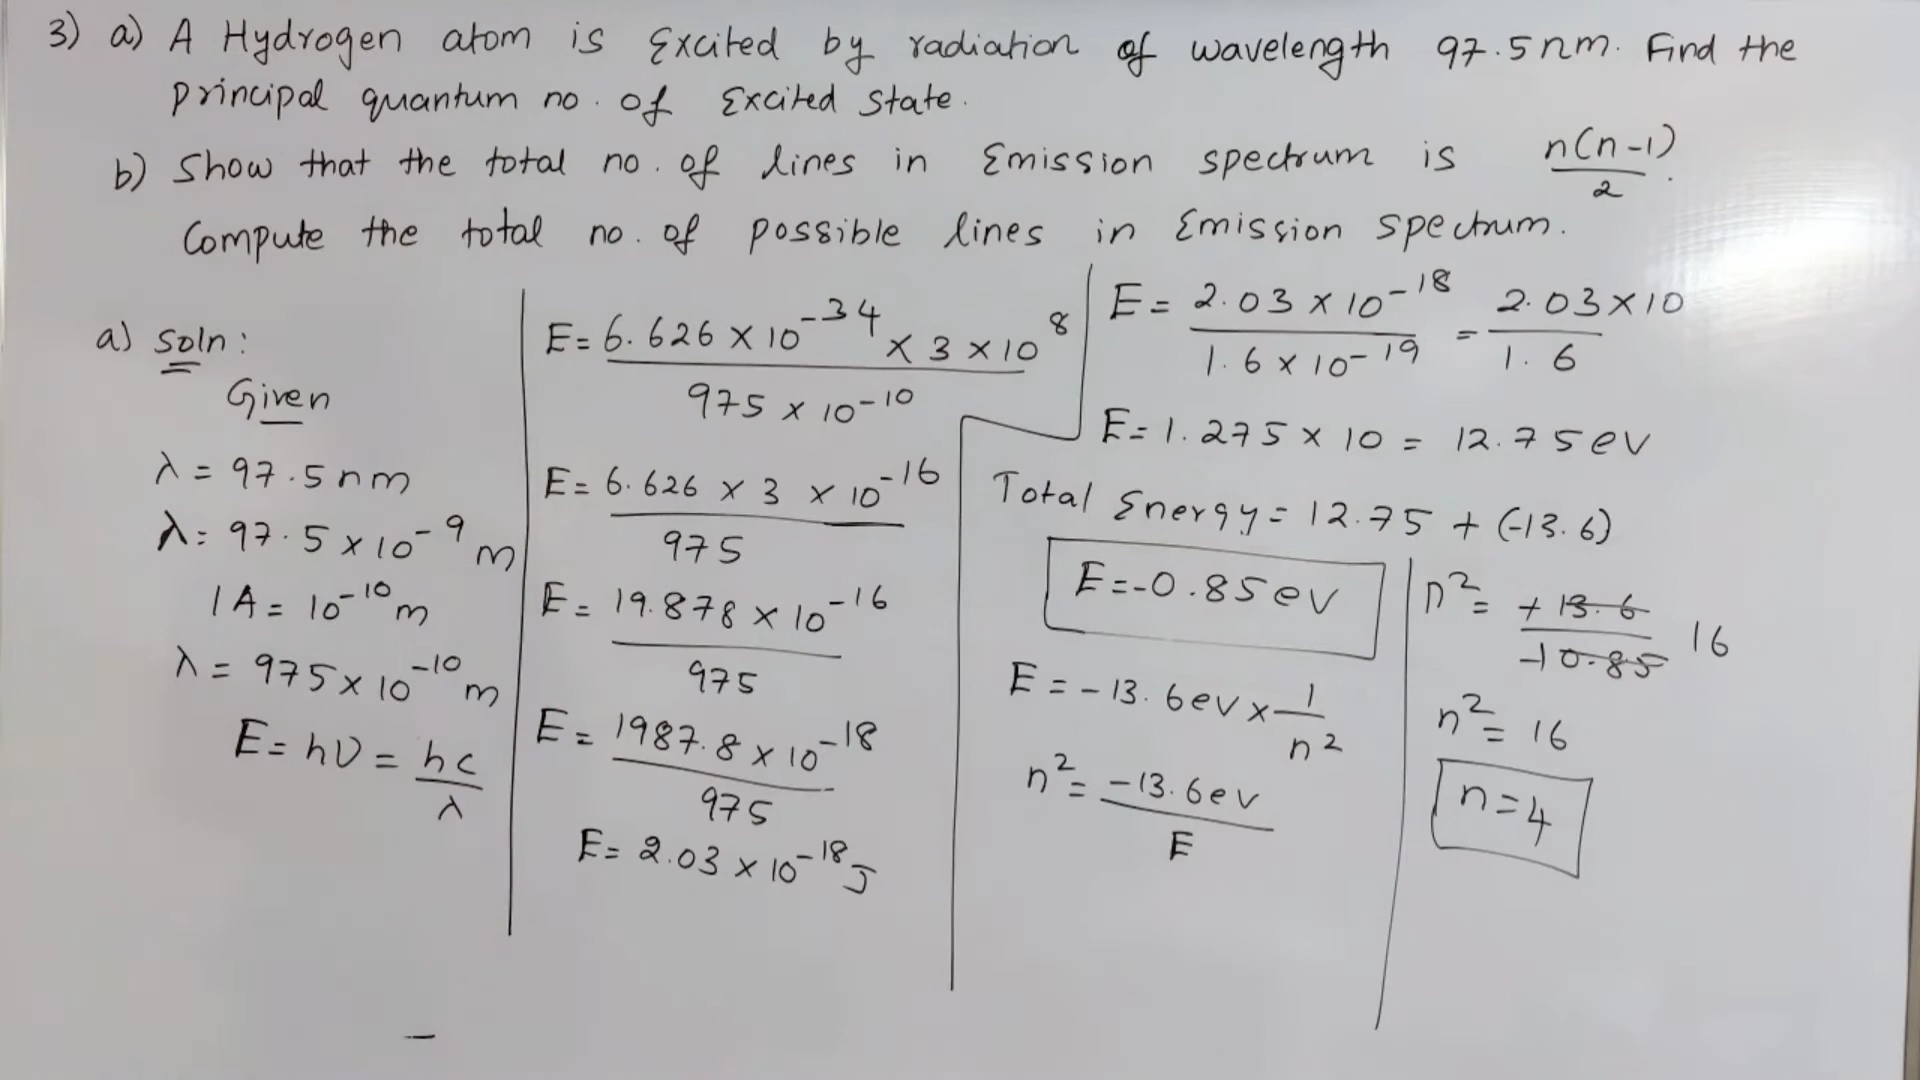 3) a) A Hydrogen atom is Excited by radiation of wavelength 97.5nm. Find the
principal quantum no. of Excited State.
b) Show that the total no. of lines in Emission spectrum is n(n-1)/2.
Compute the total no. of possible lines in Emission spectrum.
a) Soln:
Given
λ = 97.5nm
λ = 97.5 × 10^-9 m
1A = 10^-10 m
λ = 975 × 10^-10 m
E = hυ = hc/λ
E = 6.626 × 10^-34 × 3 × 10^8 / 975 × 10^-10
E = 6.626 × 3 × 10^-16 / 975
E = 19.878 × 10^-16 / 975
E = 1987.8 × 10^-18 / 975
E = 2.03 × 10^-18 J
E = 2.03 × 10^-18 / 1.6 × 10^-19 = 2.03 × 10 / 1.6
E = 1.275 × 10 = 12.75 ev
Total Energy = 12.75 + (-13.6)
E = -0.85 ev
E = -13.6 ev × 1/n^2
n^2 = -13.6 ev / E
n^2 = +13.6 / 16
n^2 = 16
n = 4